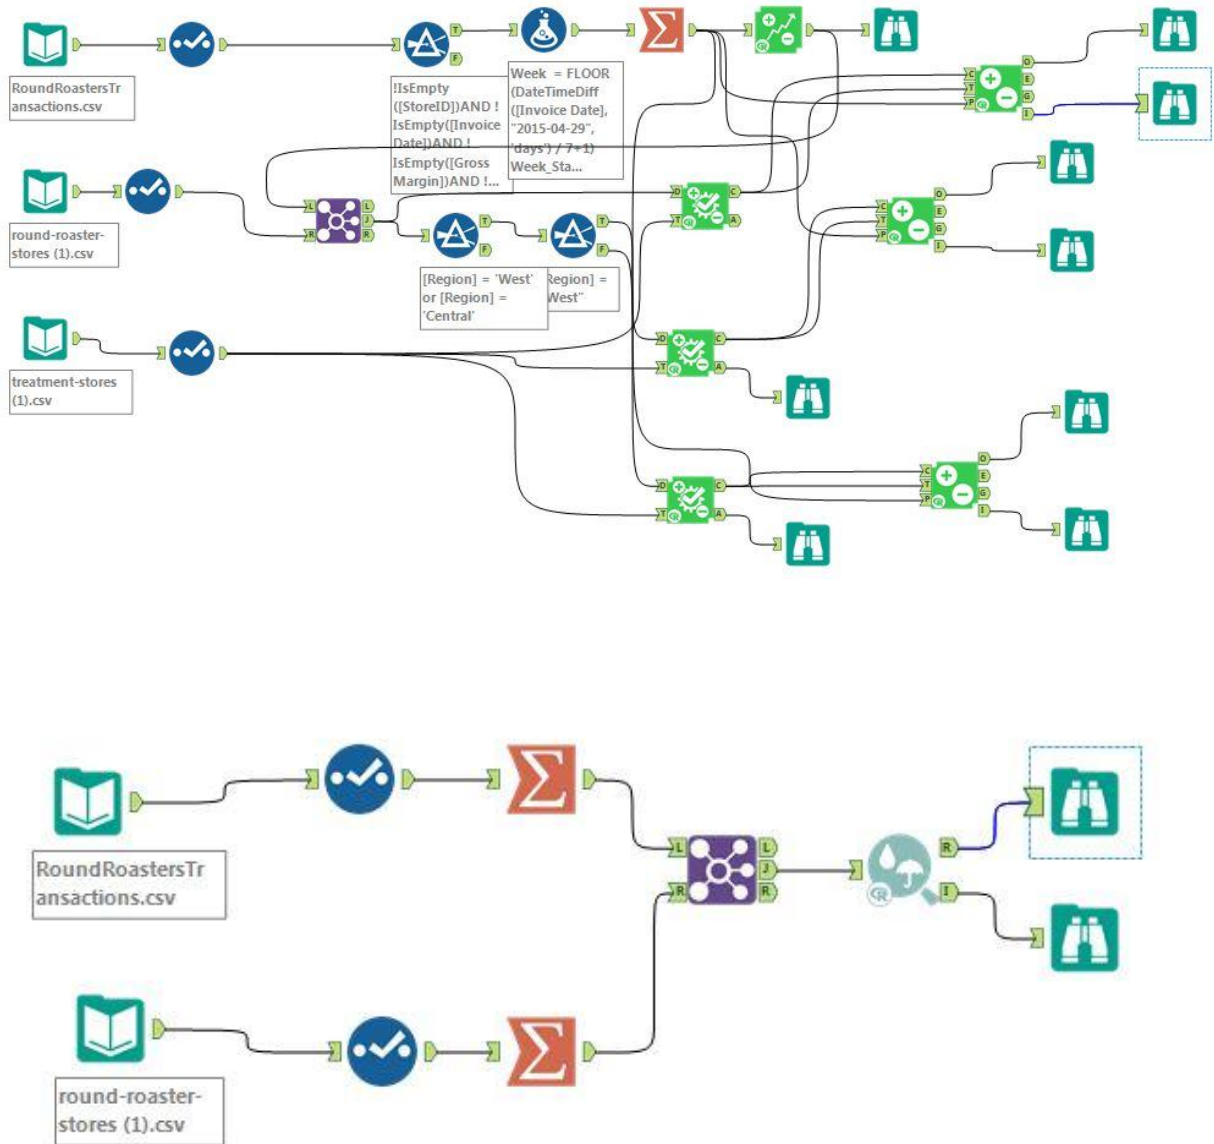 RoundRoastersTr
ansactions.csv
!IsEmpty
([StoreID])AND !
IsEmpty([Invoice
Date])AND !
IsEmpty([Gross
Margin])AND !...
Week = FLOOR
(DateTimeDiff
([Invoice Date],
"2015-04-29",
'days') / 7+1)
Week_Sta...
round-roaster-
stores (1).csv
[Region] = 'West'
or [Region] =
'Central'
Region] =
West"
treatment-stores
(1).csv
T
F
L
R
L
J
R
T
F
T
F
D
T
C
A
C
T
P
O
E
G
I
C
T
P
O
E
G
I
D
T
C
A
D
T
C
A
C
T
P
O
E
G
I
RoundRoastersTr
ansactions.csv
L
R
L
J
R
R
I
round-roaster-
stores (1).csv